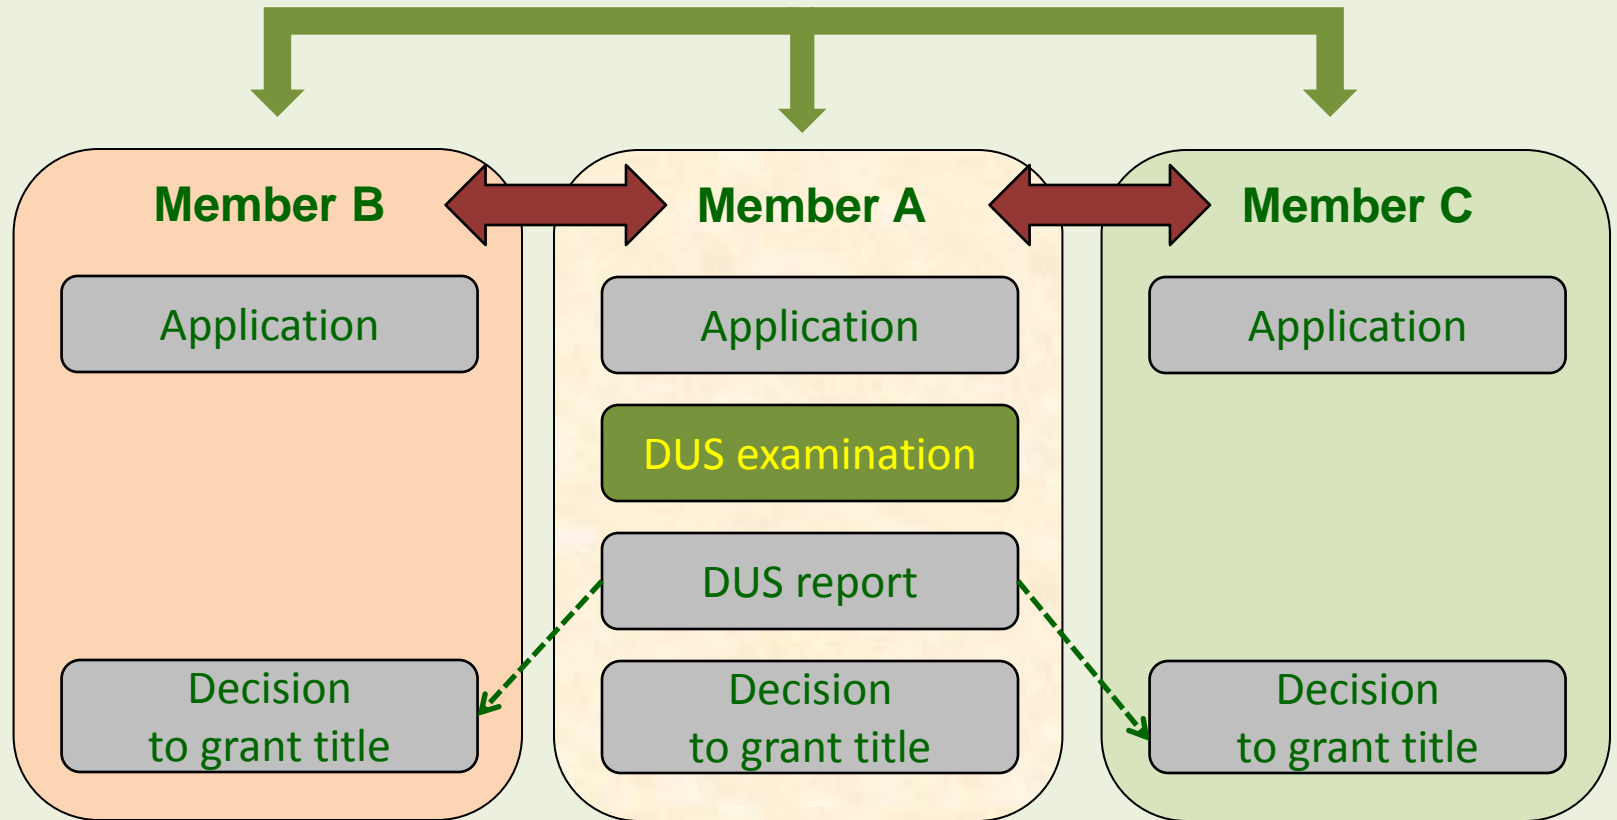 Member B
Member A
Member C
Application
Application
Application
DUS examination
DUS report
Decision
to grant title
Decision
to grant title
Decision
to grant title